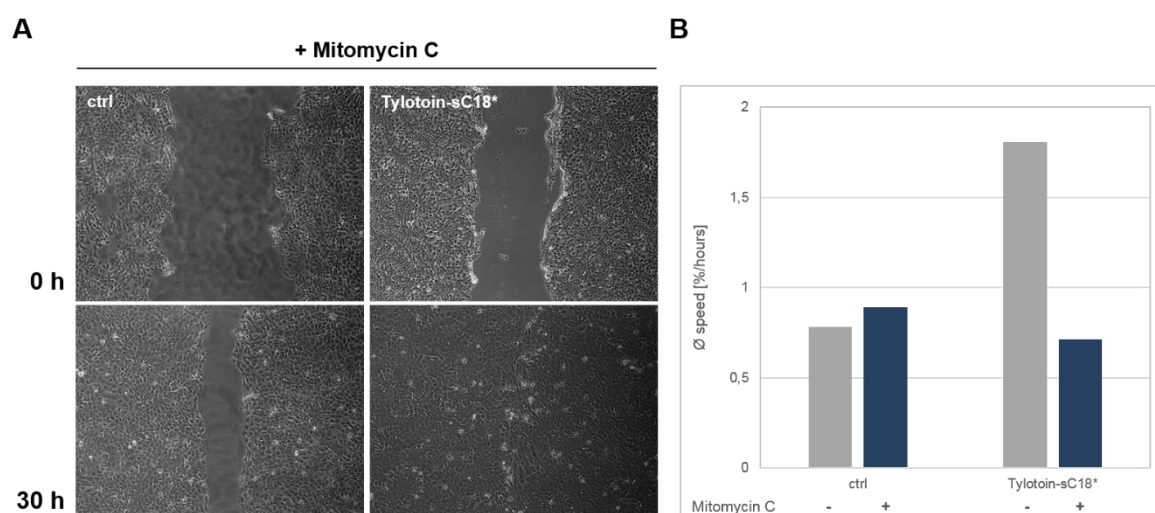 A
+ Mitomycin C
ctrl
Tylotoin-sC18*
0 h
30 h
B
2
1,5
1
0,5
0
Ø speed [%/hours]
ctrl
Tylotoin-sC18*
Mitomycin C - + - +